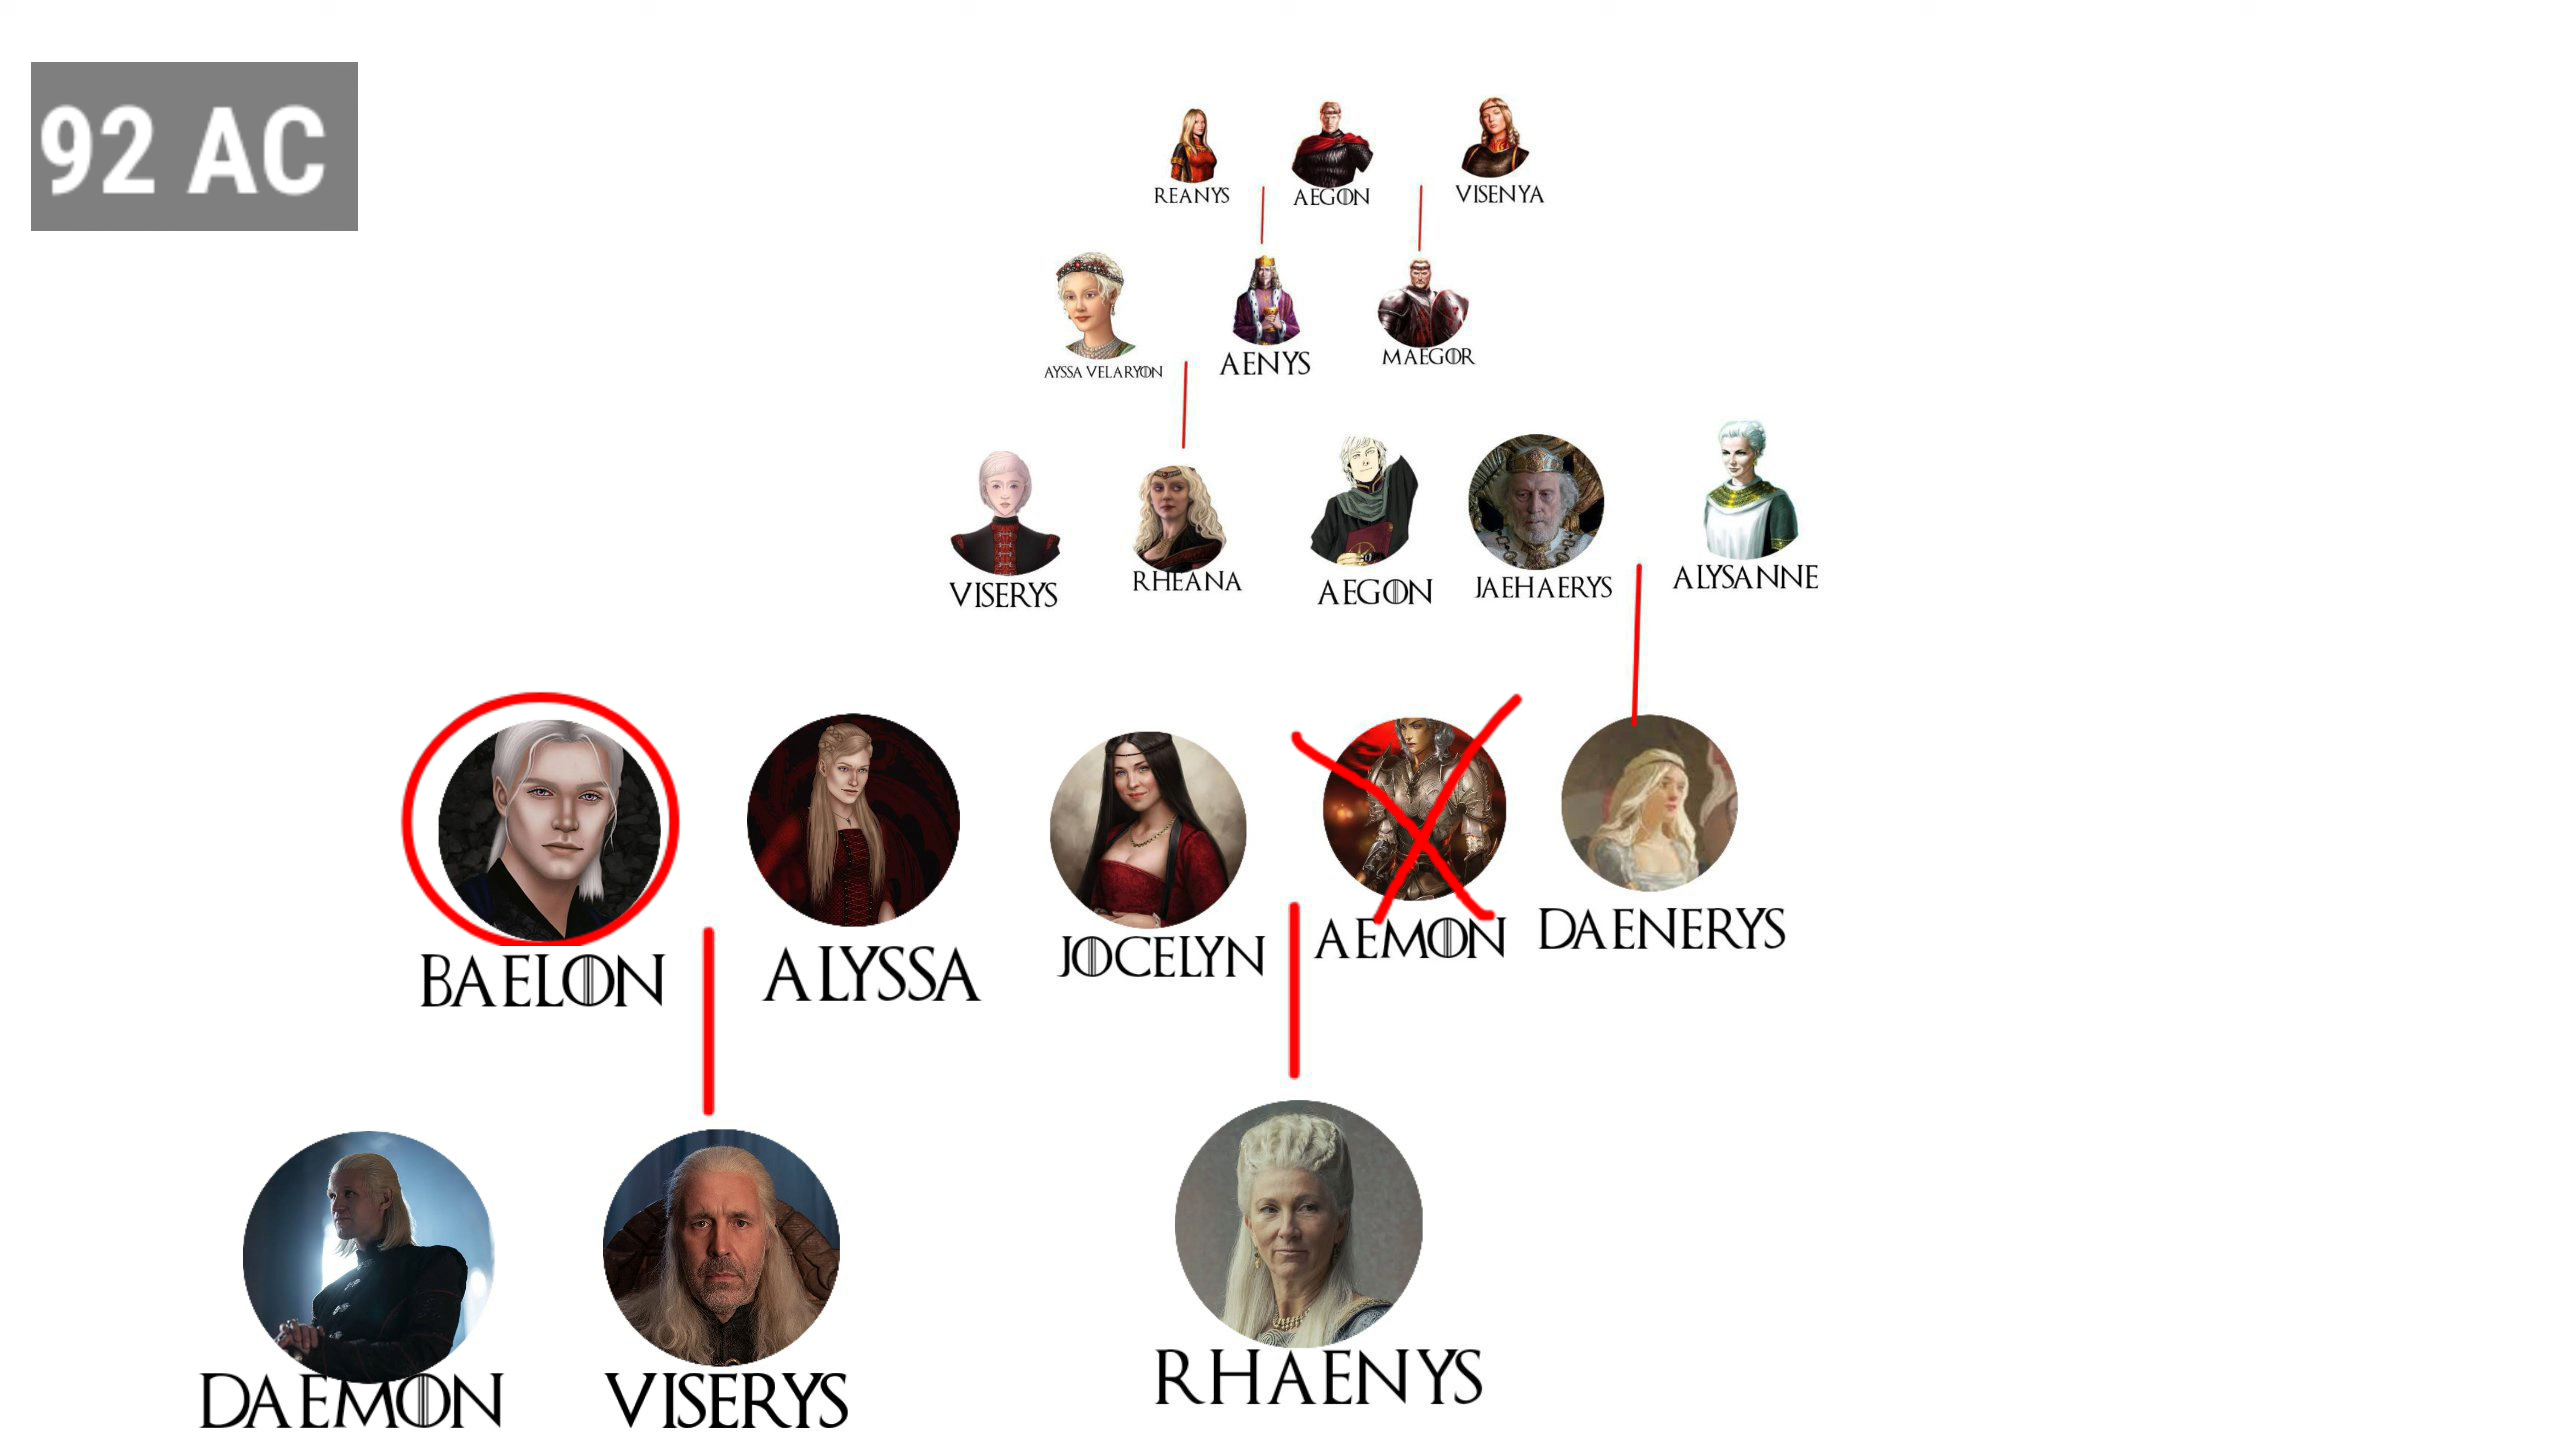 92 AC
REANYS
AEGON
VISENYA
AYSSA VELARYON
AENYS
MAEGOR
VISERYS
RHEANA
AEGON
JAEHAERYS
ALYSANNE
BAELON
ALYSSA
JOCELYN
AEMON
DAENERYS
DAEMON
VISERYS
RHAENYS